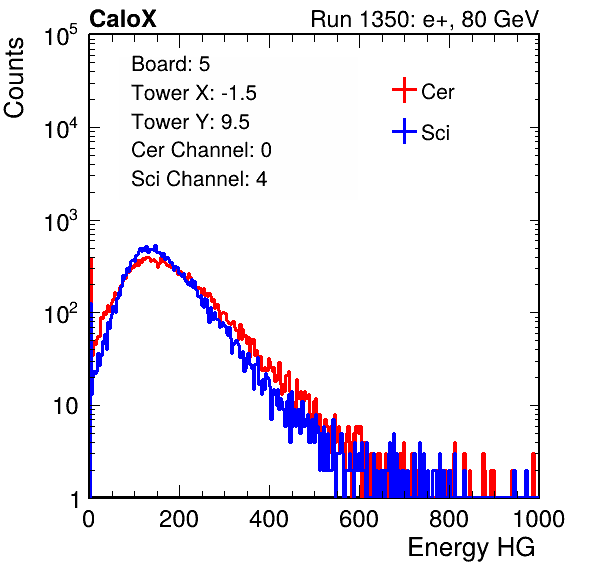 CaloX Run 1350: e+, 80 GeV
Counts
Board: 5
Tower X: -1.5
Tower Y: 9.5
Cer Channel: 0
Sci Channel: 4
Cer
Sci
10^5
10^4
10^3
10^2
10
1
0 200 400 600 800 1000
Energy HG